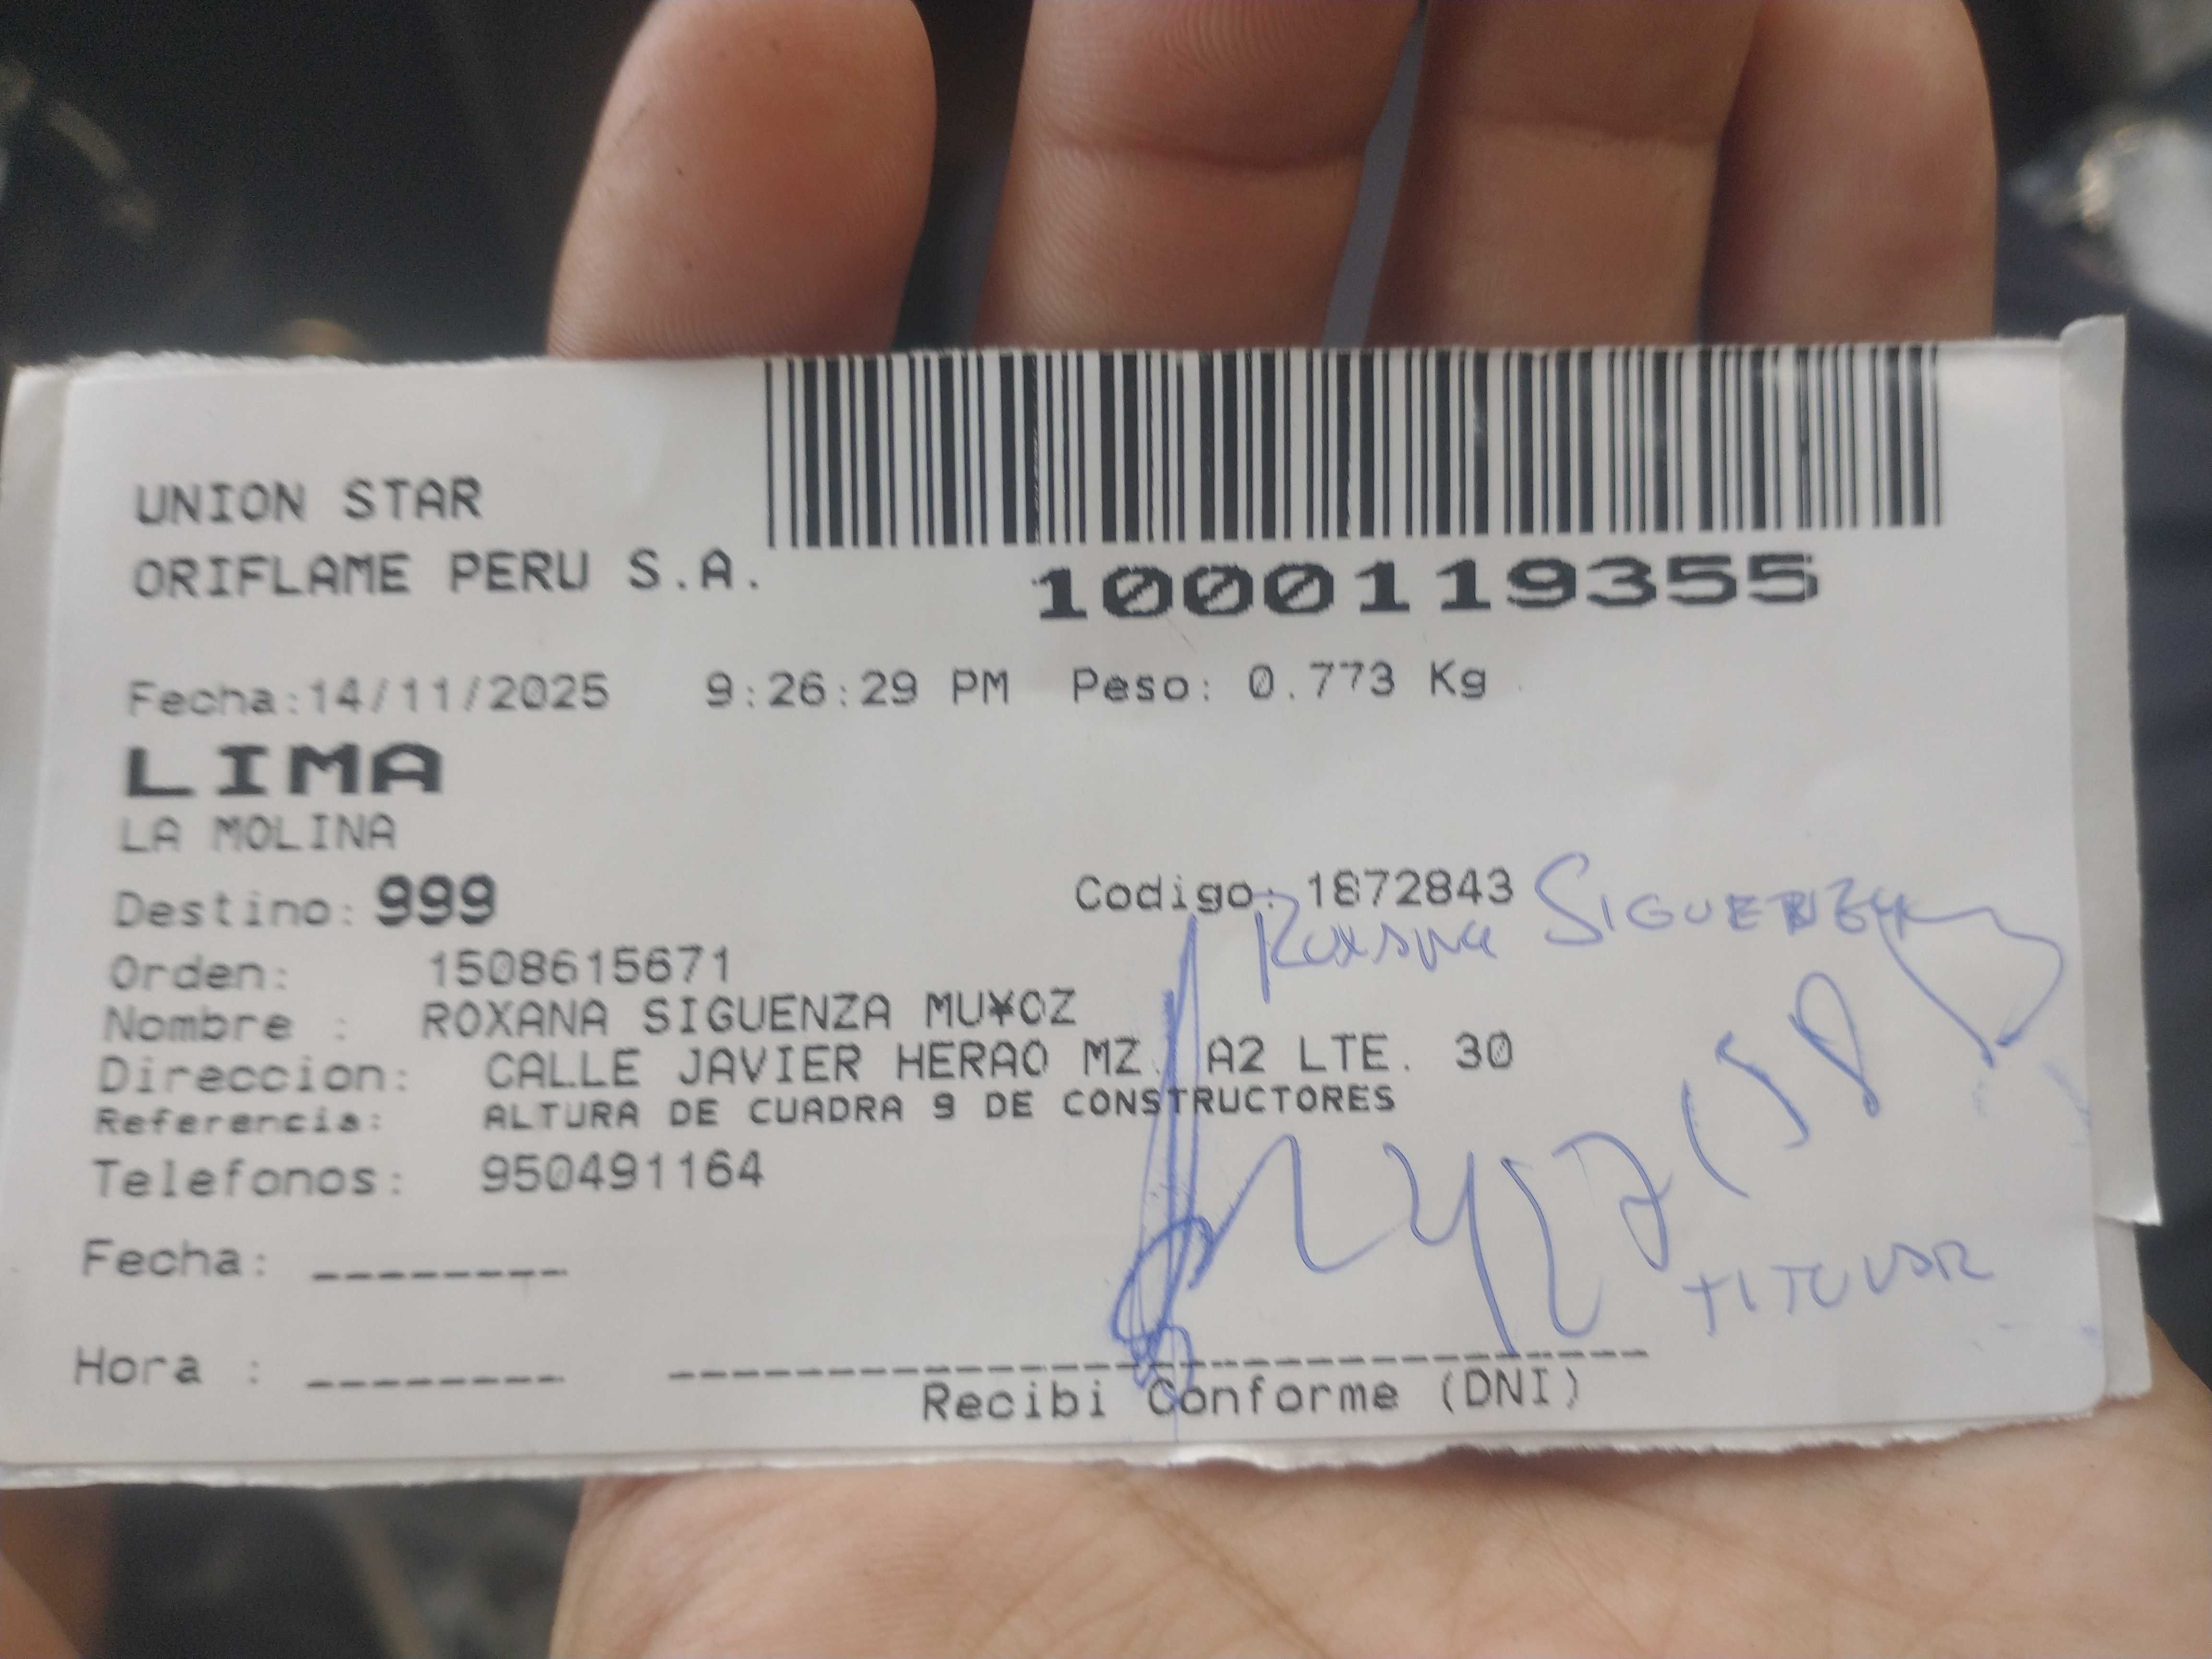 UNION STAR
ORIFLAME PERU S.A.
1000119355
Fecha:14/11/2025 9:26:29 PM Peso: 0.773 Kg
LIMA
LA MOLINA
Destino: 999 Codigo: 1872843
Roxana SIGUENZA
Orden: 1508615671
Nombre : ROXANA SIGUENZA MU¥OZ
Direccion: CALLE JAVIER HERAO MZ. A2 LTE. 30
Referencia: ALTURA DE CUADRA 9 DE CONSTRUCTORES
Telefonos: 950491164
TITULAR
Fecha: --------
Hora : --------
Recibi Conforme (DNI)